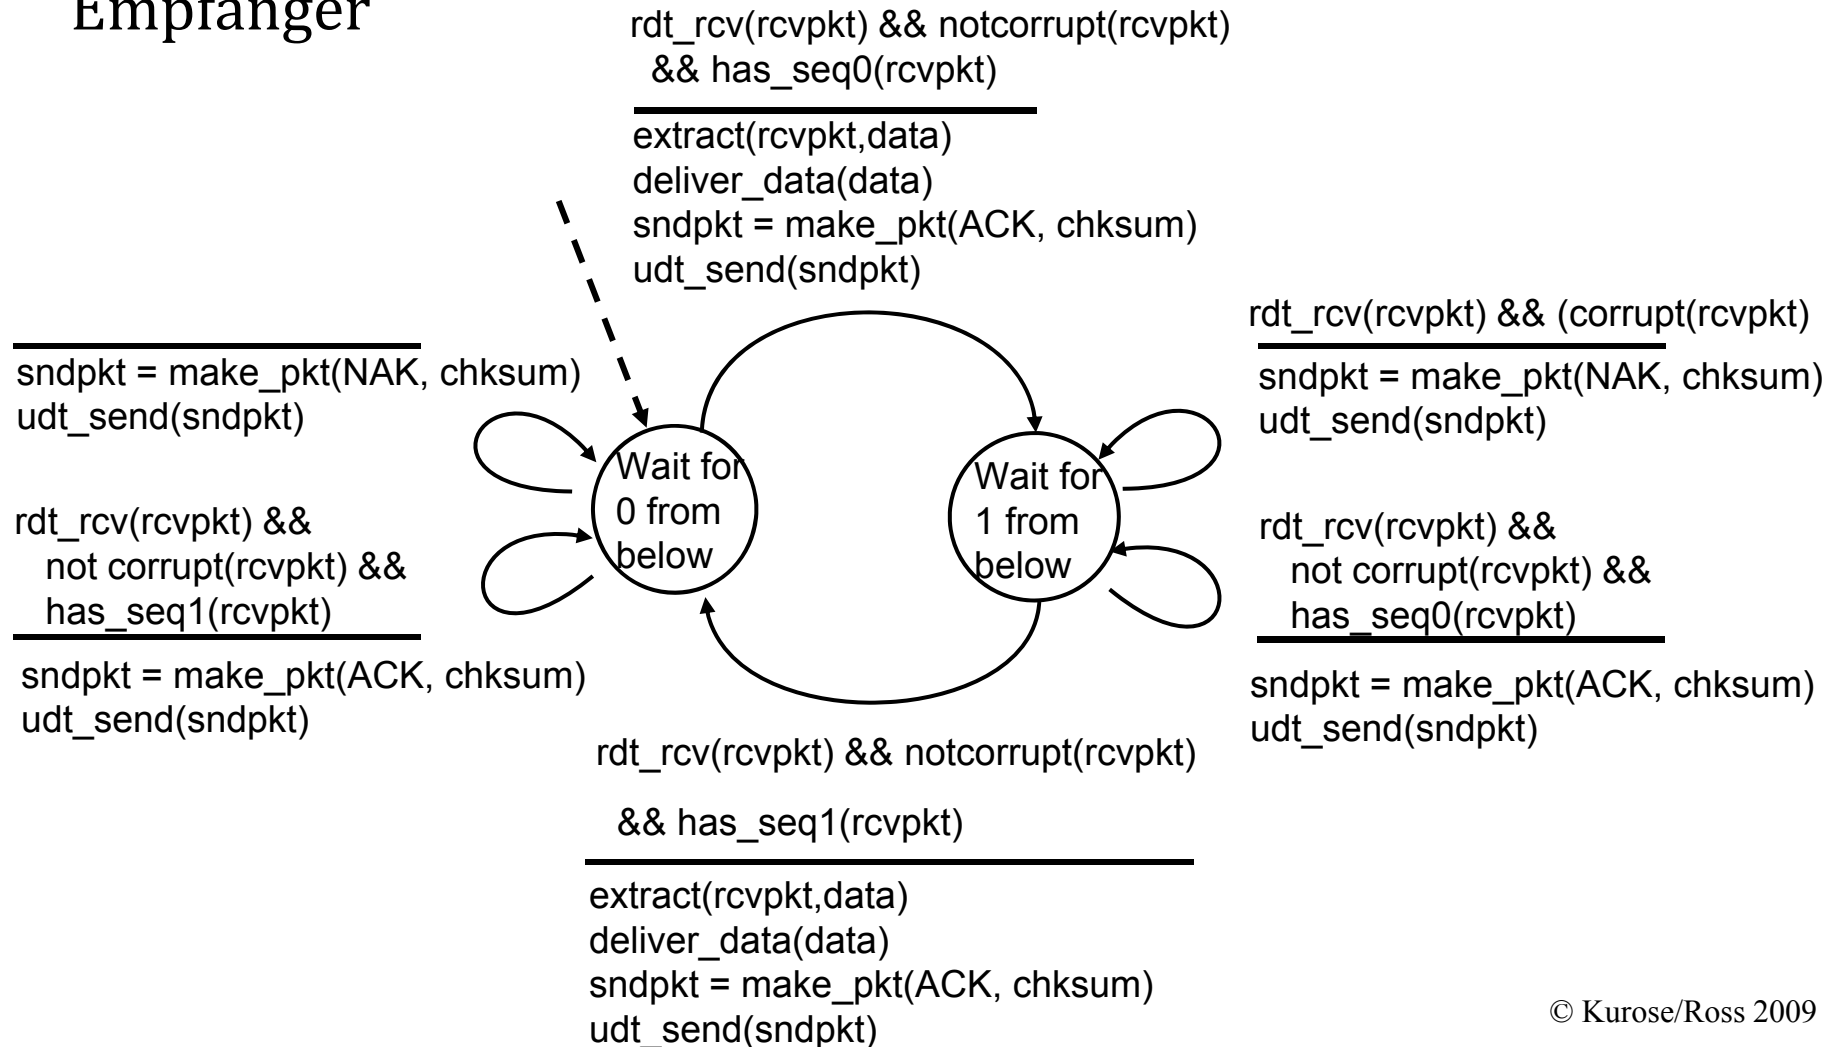 Empfänger
rdt_rcv(rcvpkt) && notcorrupt(rcvpkt)
&& has_seq0(rcvpkt)
extract(rcvpkt,data)
deliver_data(data)
sndpkt = make_pkt(ACK, chksum)
udt_send(sndpkt)
sndpkt = make_pkt(NAK, chksum)
udt_send(sndpkt)
rdt_rcv(rcvpkt) &&
not corrupt(rcvpkt) &&
has_seq1(rcvpkt)
sndpkt = make_pkt(ACK, chksum)
udt_send(sndpkt)
Wait for
0 from
below
Wait for
1 from
below
rdt_rcv(rcvpkt) && (corrupt(rcvpkt)
sndpkt = make_pkt(NAK, chksum)
udt_send(sndpkt)
rdt_rcv(rcvpkt) &&
not corrupt(rcvpkt) &&
has_seq0(rcvpkt)
sndpkt = make_pkt(ACK, chksum)
udt_send(sndpkt)
rdt_rcv(rcvpkt) && notcorrupt(rcvpkt)
&& has_seq1(rcvpkt)
extract(rcvpkt,data)
deliver_data(data)
sndpkt = make_pkt(ACK, chksum)
udt_send(sndpkt)
© Kurose/Ross 2009